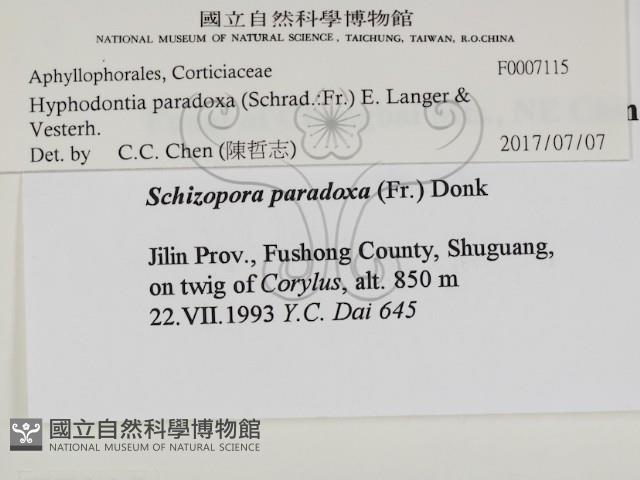 國立自然科學博物館
NATIONAL MUSEUM OF NATURAL SCIENCE, TAICHUNG, TAIWAN, R.O.CHINA
Aphyllophorales, Corticiaceae F0007115
Hyphodontia paradoxa (Schrad.:Fr.) E. Langer &
Vesterh.
Det. by C.C. Chen (陳哲志) 2017/07/07
Schizopora paradoxa (Fr.) Donk
Jilin Prov., Fushong County, Shuguang,
on twig of Corylus, alt. 850 m
22.VII.1993 Y.C. Dai 645
國立自然科學博物館
NATIONAL MUSEUM OF NATURAL SCIENCE